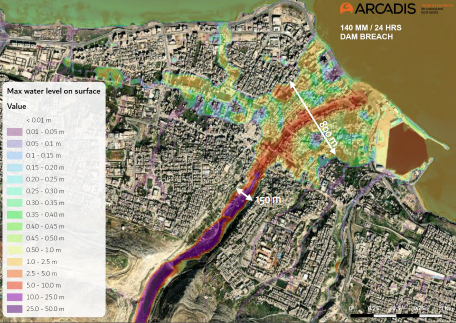 ARCADIS
140 MM / 24 HRS
DAM BREACH
Max water level on surface
Value
< 0.01 m
0.01 - 0.05 m
0.05 - 0.1 m
0.1 - 0.15 m
0.15 - 0.20 m
0.20 - 0.25 m
0.25 - 0.30 m
0.30 - 0.35 m
0.35 - 0.40 m
0.40 - 0.45 m
0.45 - 0.50 m
0.50 - 1.0 m
1.0 - 2.5 m
2.5 - 5.0 m
5.0 - 10.0 m
10.0 - 25.0 m
25.0 - 50.0 m
150 m